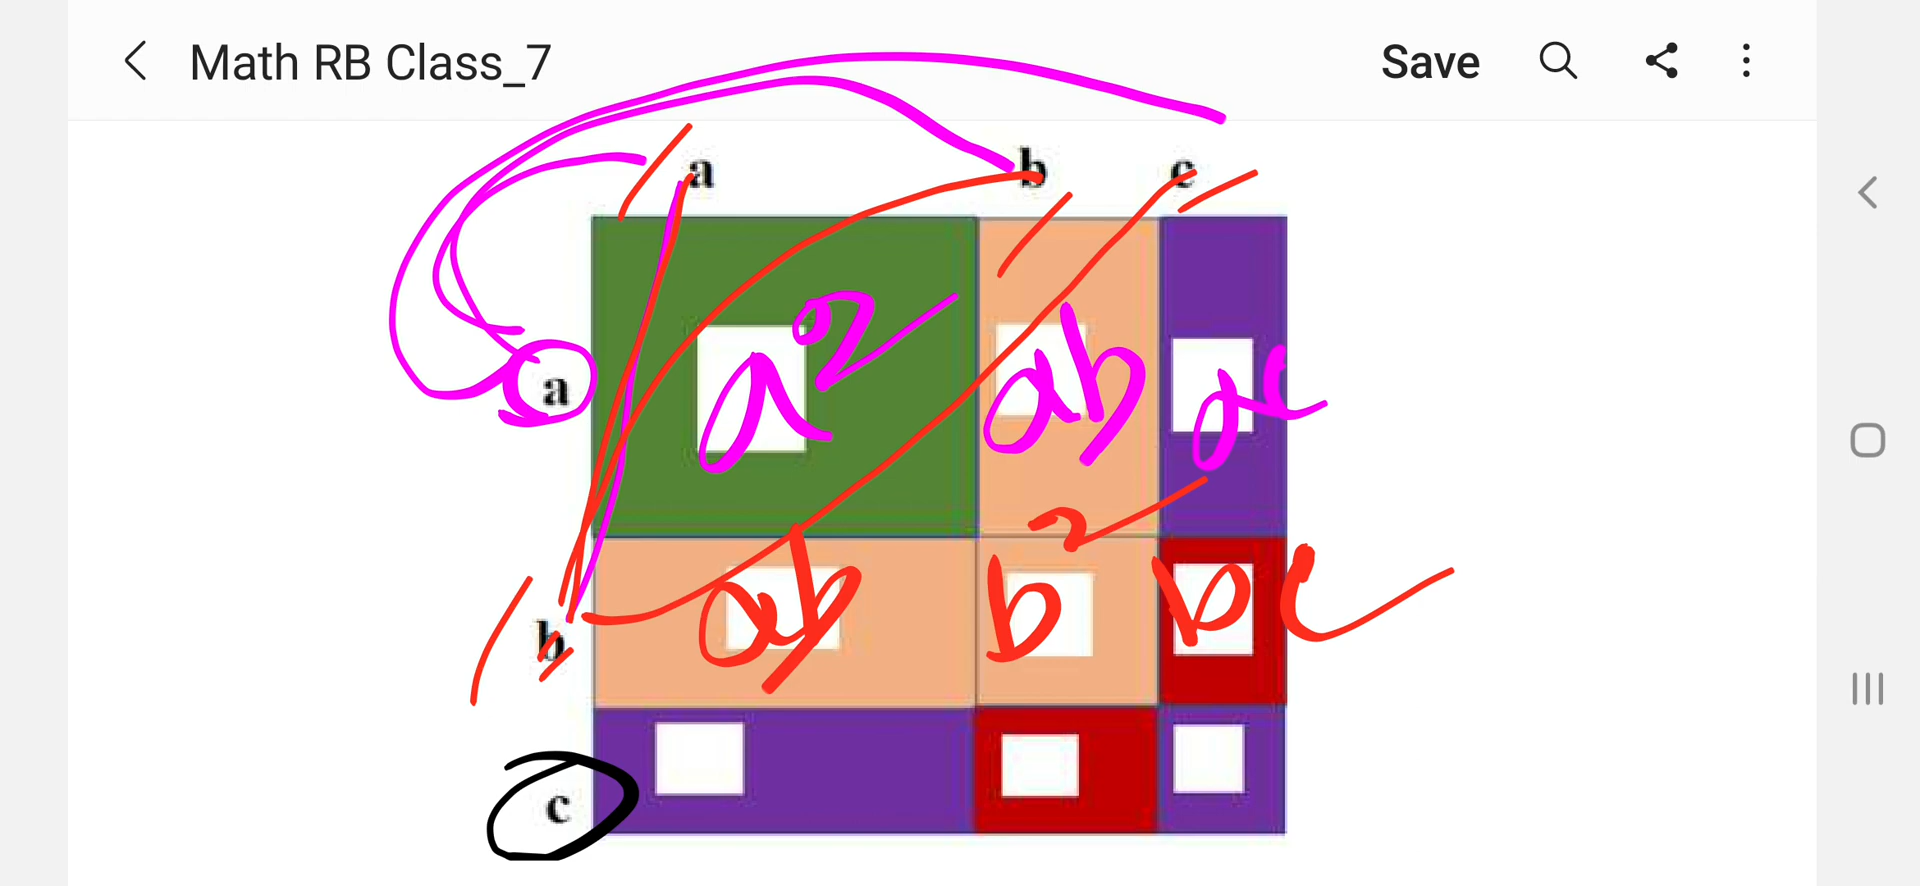 Math RB Class_7
Save
a b c
a a² ab ac
b ab b² bc
c